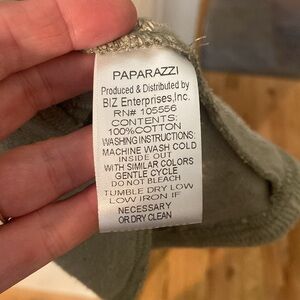 PAPARAZZI
Produced & Distributed by
BIZ Enterprises,Inc.
RN# 105556
CONTENTS:
100%COTTON
WASHING INSTRUCTIONS:
MACHINE WASH COLD
INSIDE OUT
WITH SIMILAR COLORS
GENTLE CYCLE
DO NOT BLEACH
TUMBLE DRY LOW
LOW IRON IF
NECESSARY
OR DRY CLEAN